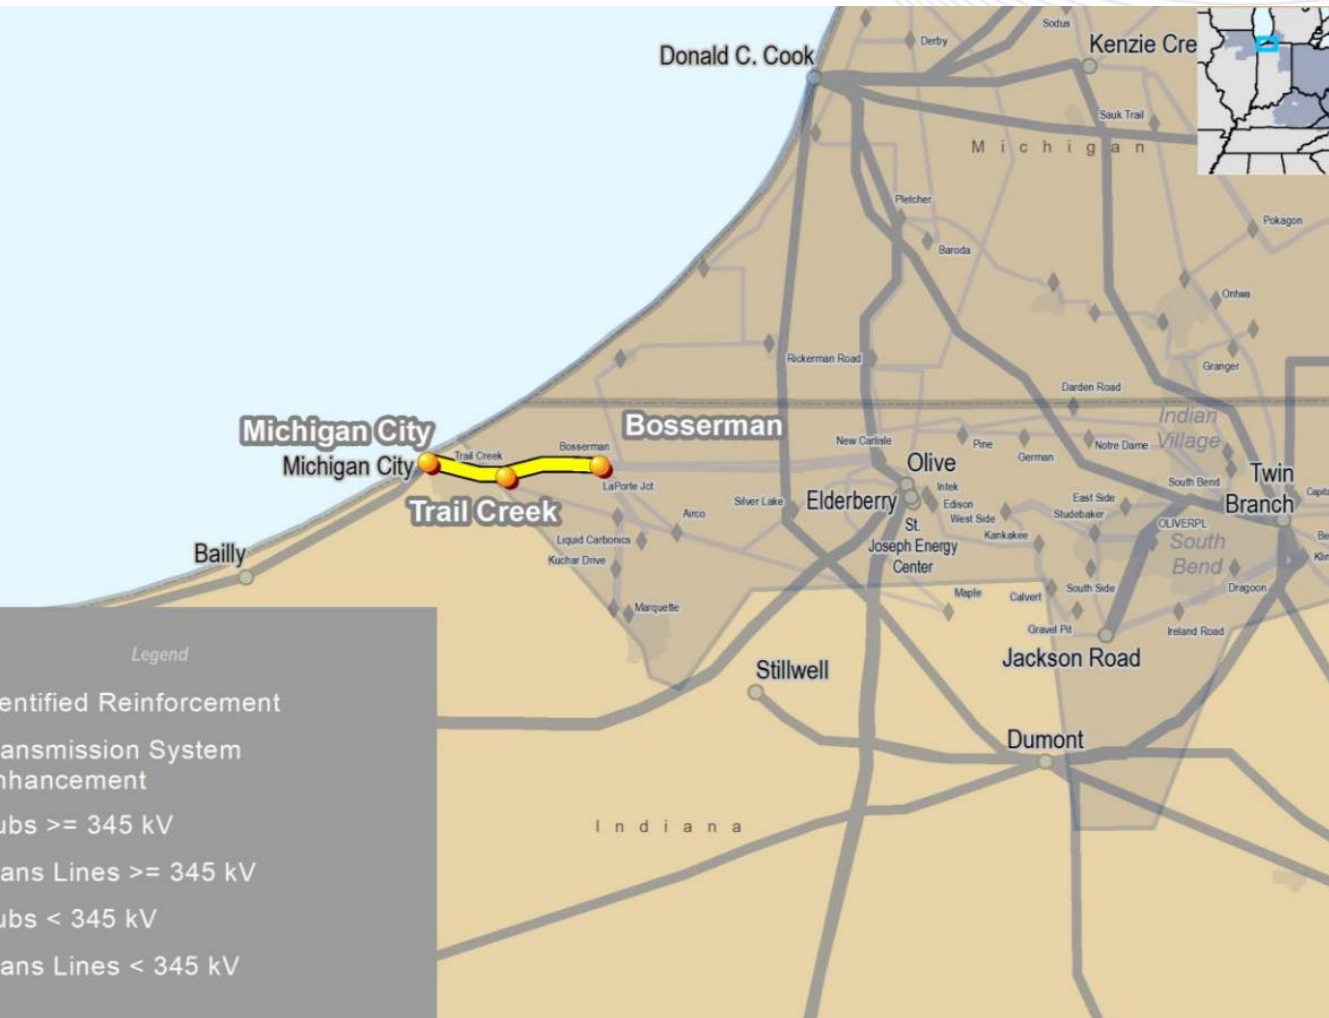 Sodus
Derby
Donald C. Cook
Kenzie Cre
Sauk Trail
Michigan
Pletcher
Pokagon
Baroda
Ontwa
Rickerman Road
Granger
Darden Road
Indian
Village
Michigan City
Bosserman
Michigan City
Trail Creek
Bosserman
New Carlisle
Pine
Notre Dame
German
Olive
LaPorte Jct.
Intek
South Bend
Twin
Branch
Trail Creek
Silver Lake
Elderberry
Edison
East Side
Airco
West Side
Studebaker
St.
Joseph Energy
Center
OLIVERPL
Liquid Carbonics
Kankakee
South
Bend
Bailly
Kuchar Drive
Maple
Calvert
South Side
Dragoon
Marquette
Gravel Pit
Ireland Road
Jackson Road
Stillwell
Dumont
Indiana
Legend
entified Reinforcement
ansmission System
nhancement
ubs >= 345 kV
ans Lines >= 345 kV
ubs < 345 kV
ans Lines < 345 kV